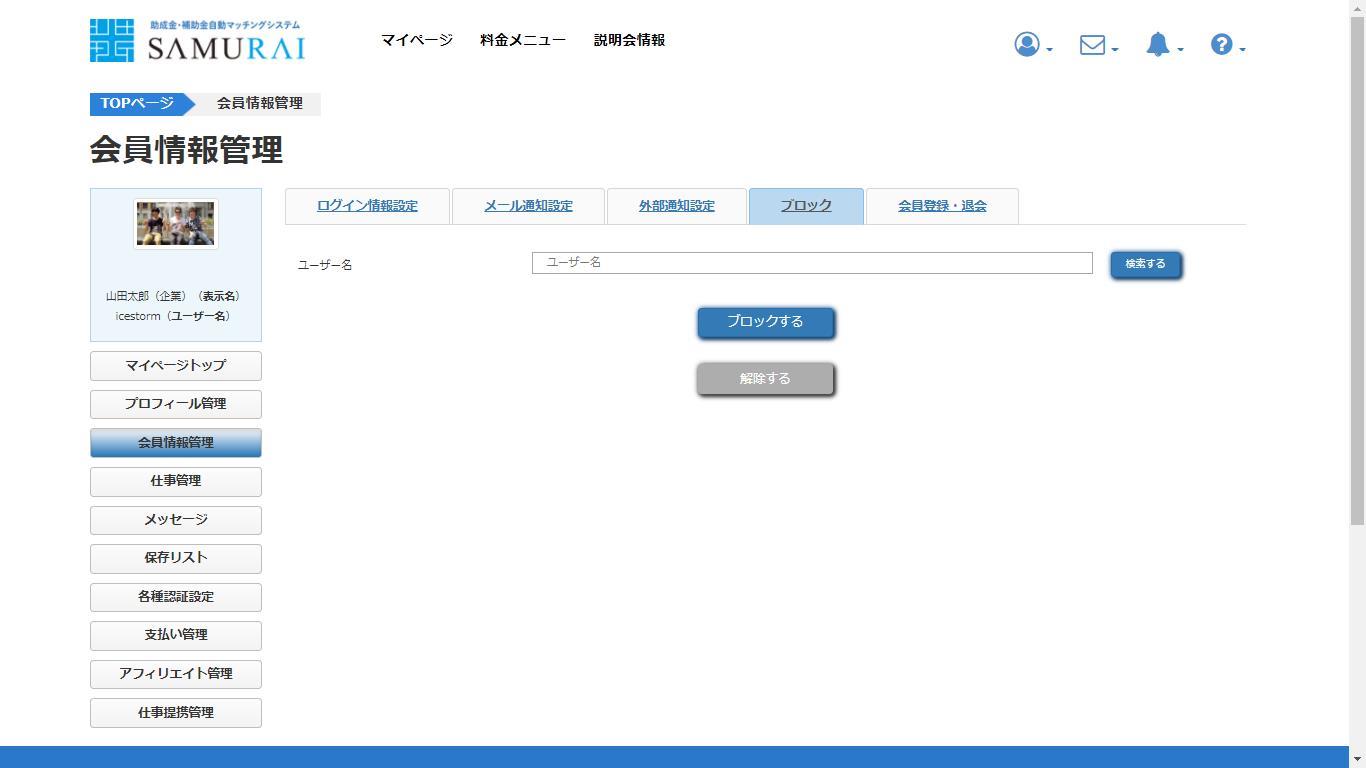 助成金・補助金自動マッチングシステム
SAMURAI
マイページ 料金メニュー 説明会情報
TOPページ 会員情報管理
会員情報管理
ログイン情報設定 メール通知設定 外部通知設定 ブロック 会員登録・退会
ユーザー名 ユーザー名 検索する
ブロックする
解除する
山田太郎（企業）（表示名）
icestorm（ユーザー名）
マイページトップ
プロフィール管理
会員情報管理
仕事管理
メッセージ
保存リスト
各種認証設定
支払い管理
アフィリエイト管理
仕事提携管理